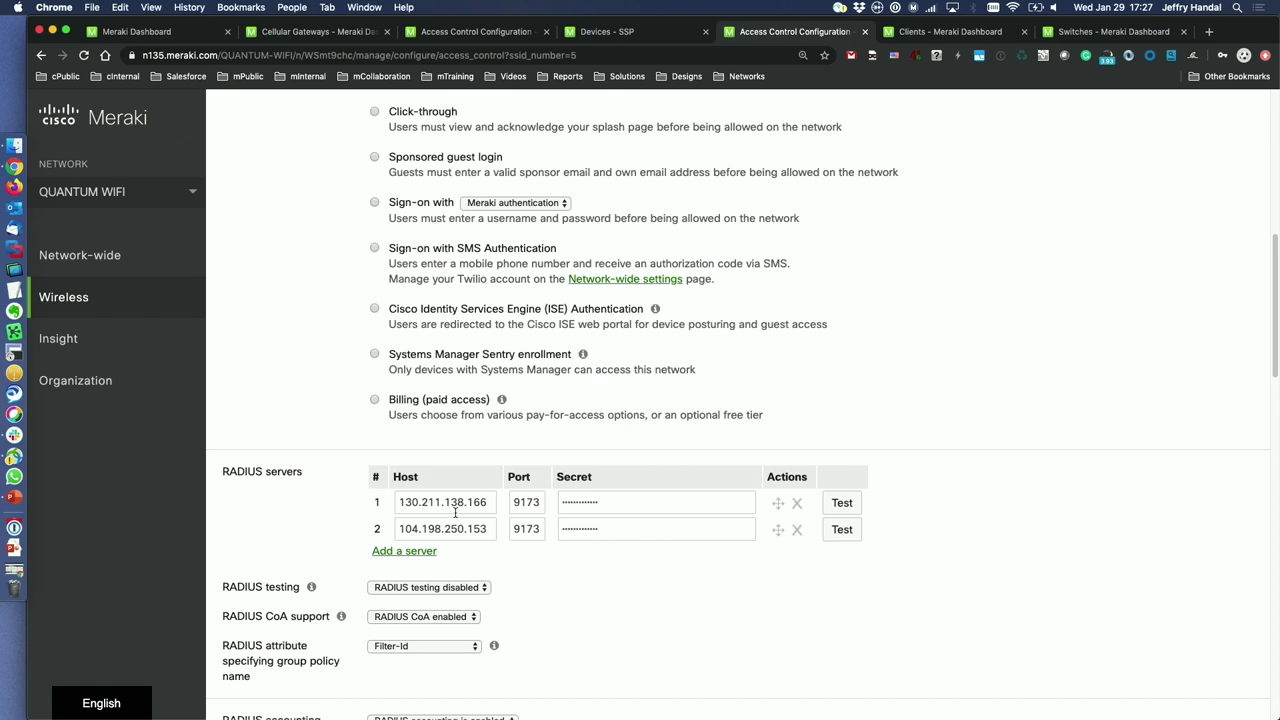 Chrome File Edit View History Bookmarks People Window Help
Wed Jan 29 17:27 Jeffry Handal
Meraki Dashboard
Cellular Gateways - Meraki Da
Access Control Configuration -
Devices - SSP
Access Control Configuration
Clients - Meraki Dashboard
Switches - Meraki Dashboard
n135.meraki.com/QUANTUM-WIFI/n/WSmt9chc/manage/configure/access_control?ssid_number=5
3.93
cPublic cInternal Salesforce mPublic mInternal mCollaboration mTraining Videos Reports Solutions Designs Networks Other Bookmarks
cisco Meraki
NETWORK
QUANTUM WIFI
Network-wide
Wireless
Insight
Organization
English
Click-through
Users must view and acknowledge your splash page before being allowed on the network
Sponsored guest login
Guests must enter a valid sponsor email and own email address before being allowed on the network
Sign-on with Meraki authentication
Users must enter a username and password before being allowed on the network
Sign-on with SMS Authentication
Users enter a mobile phone number and receive an authorization code via SMS.
Manage your Twilio account on the Network-wide settings page.
Cisco Identity Services Engine (ISE) Authentication
Users are redirected to the Cisco ISE web portal for device posturing and guest access
Systems Manager Sentry enrollment
Only devices with Systems Manager can access this network
Billing (paid access)
Users choose from various pay-for-access options, or an optional free tier
RADIUS servers
# Host Port Secret Actions
1 130.211.138.166 9173 ············· Test
2 104.198.250.153 9173 ············· Test
Add a server
RADIUS testing RADIUS testing disabled
RADIUS CoA support RADIUS CoA enabled
RADIUS attribute
specifying group policy
name
Filter-Id
RADIUS accounting RADIUS accounting is enabled